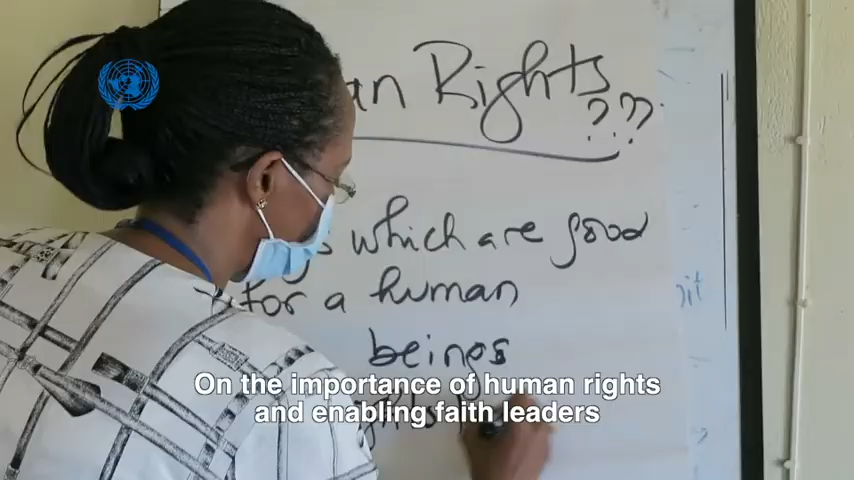 an Rights
???
which are good
for a human
beings
On the importance of human rights
and enabling faith leaders